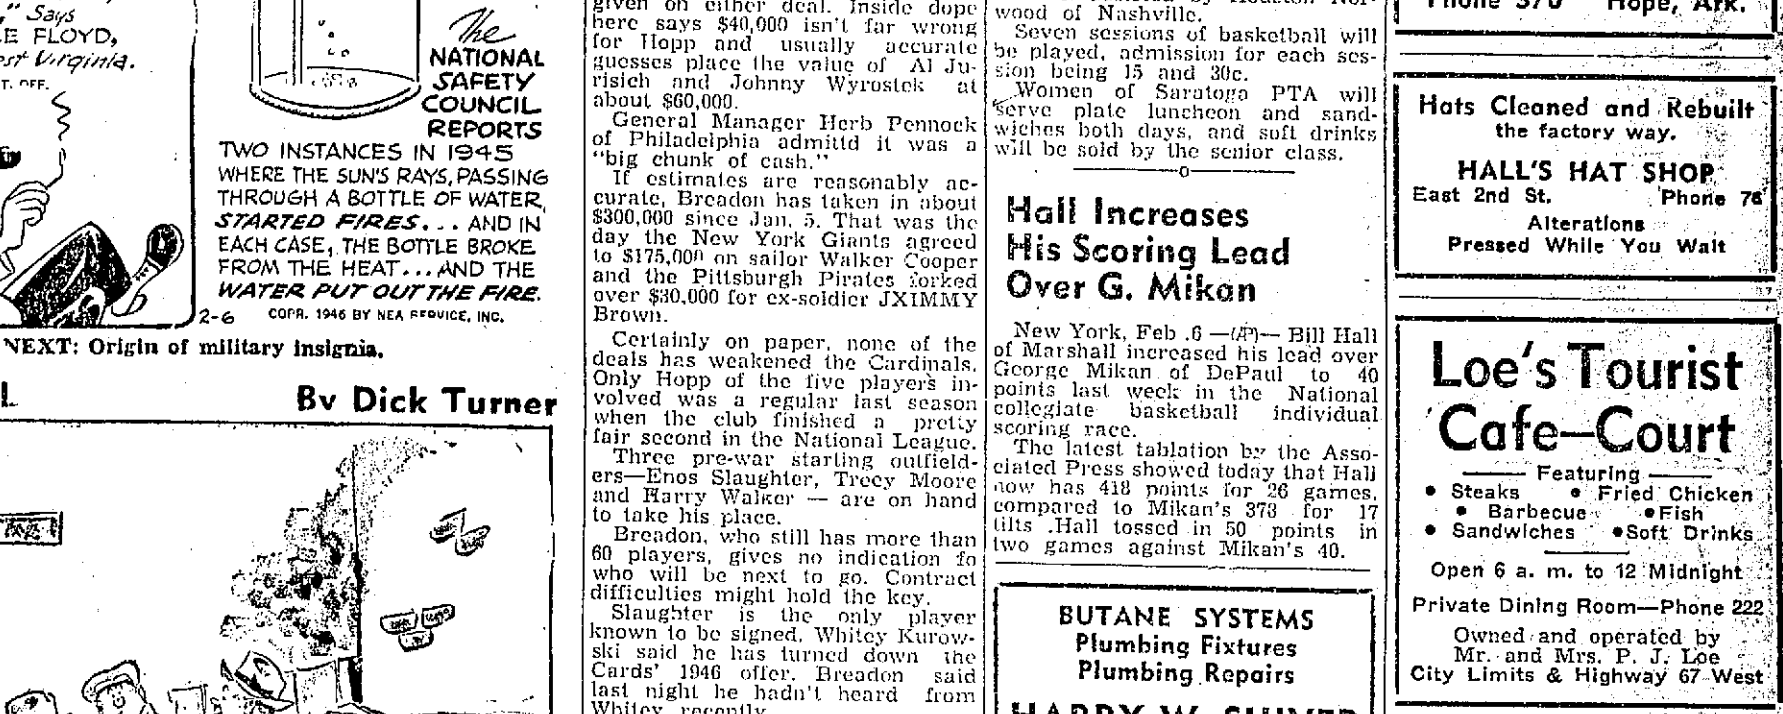 ," Says
E FLOYD,
est Virginia.
T. OFF.
The
NATIONAL
SAFETY
COUNCIL
REPORTS
TWO INSTANCES IN 1945
WHERE THE SUN'S RAYS, PASSING
THROUGH A BOTTLE OF WATER,
STARTED FIRES... AND IN
EACH CASE, THE BOTTLE BROKE
FROM THE HEAT... AND THE
WATER PUT OUT THE FIRE.
2-6 COPR. 1946 BY NEA SERVICE, INC.
NEXT: Origin of military insignia.
L By Dick Turner
given on either deal. Inside dope
here says $40,000 isn't far wrong
for Hopp and usually accurate
guesses place the value of Al Ju-
risich and Johnny Wyrostek at
about $60,000.
General Manager Herb Pennock
of Philadelphia admittd it was a
"big chunk of cash."
If estimates are reasonably ac-
curate, Breadon has taken in about
$300,000 since Jan. 5. That was the
day the New York Giants agreed
to $175,000 on sailor Walker Cooper
and the Pittsburgh Pirates forked
over $30,000 for ex-soldier JXIMMY
Brown.
Certainly on paper, none of the
deals has weakened the Cardinals.
Only Hopp of the five players in-
volved was a regular last season
when the club finished a pretty
fair second in the National League.
Three pre-war starting outfield-
ers—Enos Slaughter, Treey Moore
and Harry Walker — are on hand
to take his place.
Breadon, who still has more than
60 players, gives no indication fo
who will be next to go. Contract
difficulties might hold the key.
Slaughter is the only player
known to be signed. Whitey Kurow-
ski said he has turned down the
Cards' 1946 offer. Breadon said
last night he hadn't heard from
Whitey recently.
wood of Nashville.
Seven sessions of basketball will
be played, admission for each ses-
sion being 15 and 30c.
Women of Saratoga PTA will
serve plate luncheon and sand-
wiches both days, and soft drinks
will be sold by the senior class.
Hall Increases
His Scoring Lead
Over G. Mikan
New York, Feb .6 —(AP)— Bill Hall
of Marshall increased his lead over
George Mikan of DePaul to 40
points last week in the National
collegiate basketball individual
scoring race.
The latest tablation by the Asso-
ciated Press showed today that Hall
now has 418 points for 26 games,
compared to Mikan's 373 for 17
tilts .Hall tossed in 50 points in
two games against Mikan's 40.
BUTANE SYSTEMS
Plumbing Fixtures
Plumbing Repairs
Phone 370 Hope, Ark.
Hats Cleaned and Rebuilt
the factory way.
HALL'S HAT SHOP
East 2nd St. Phone 76
Alterations
Pressed While You Wait
Loe's Tourist
Cafe—Court
Featuring
• Steaks • Fried Chicken
• Barbecue • Fish
• Sandwiches • Soft Drinks
Open 6 a. m. to 12 Midnight
Private Dining Room—Phone 222
Owned and operated by
Mr. and Mrs. P. J. Loe
City Limits & Highway 67 West